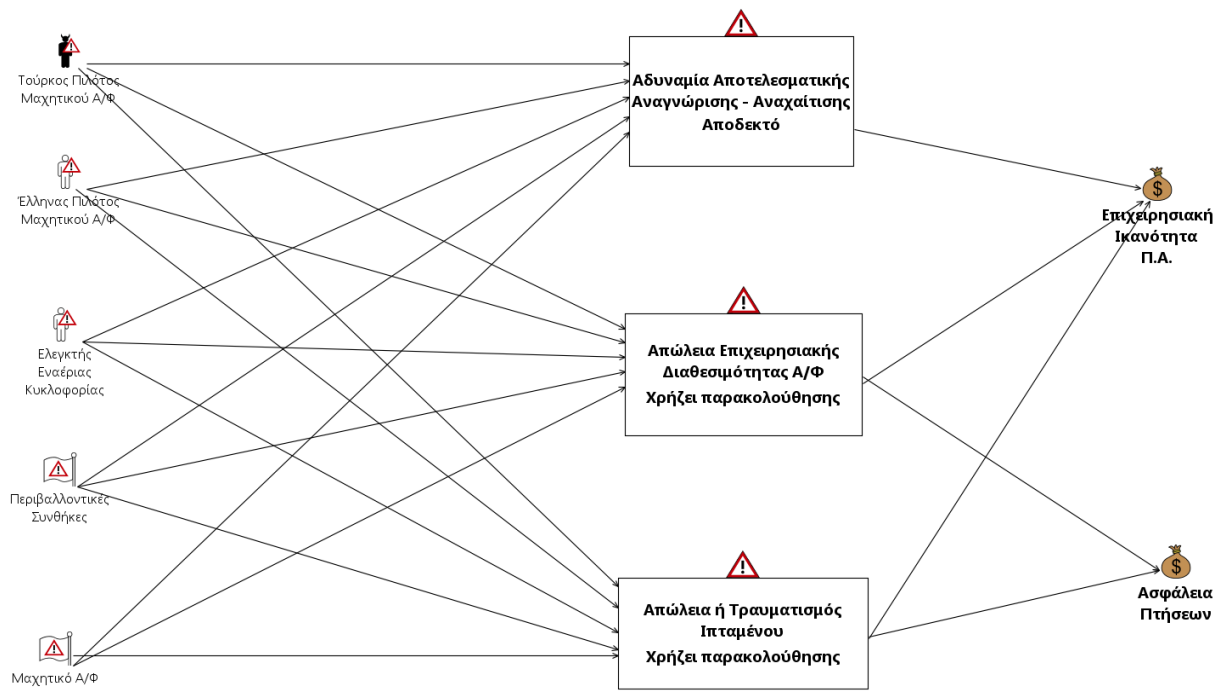 Τούρκος Πιλότος
Μαχητικού Α/Φ
Έλληνας Πιλότος
Μαχητικού Α/Φ
Ελεγκτής
Εναέριας
Κυκλοφορίας
Περιβαλλοντικές
Συνθήκες
Μαχητικό Α/Φ
Αδυναμία Αποτελεσματικής
Αναγνώρισης - Αναχαίτισης
Αποδεκτό
Απώλεια Επιχειρησιακής
Διαθεσιμότητας Α/Φ
Χρήζει παρακολούθησης
Απώλεια ή Τραυματισμός
Ιπταμένου
Χρήζει παρακολούθησης
$
Επιχειρησιακή
Ικανότητα
Π.Α.
$
Ασφάλεια
Πτήσεων